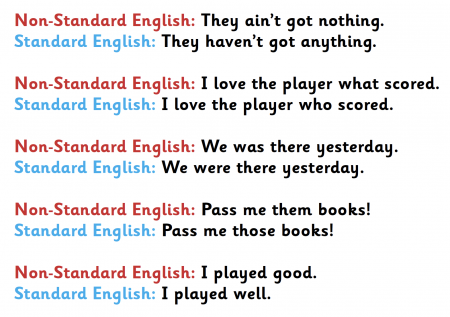 Non-Standard English: They ain't got nothing.
Standard English: They haven't got anything.
Non-Standard English: I love the player what scored.
Standard English: I love the player who scored.
Non-Standard English: We was there yesterday.
Standard English: We were there yesterday.
Non-Standard English: Pass me them books!
Standard English: Pass me those books!
Non-Standard English: I played good.
Standard English: I played well.